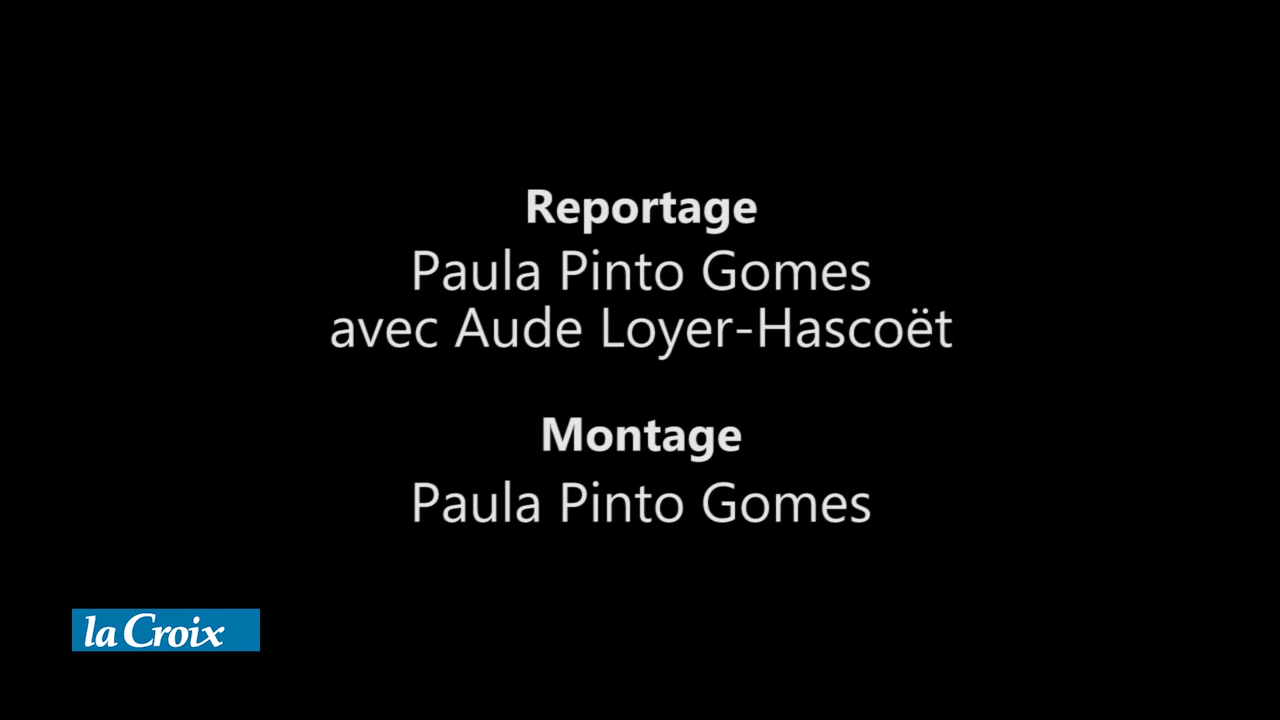 Reportage
Paula Pinto Gomes
avec Aude Loyer-Hascoët
Montage
Paula Pinto Gomes
la Croix